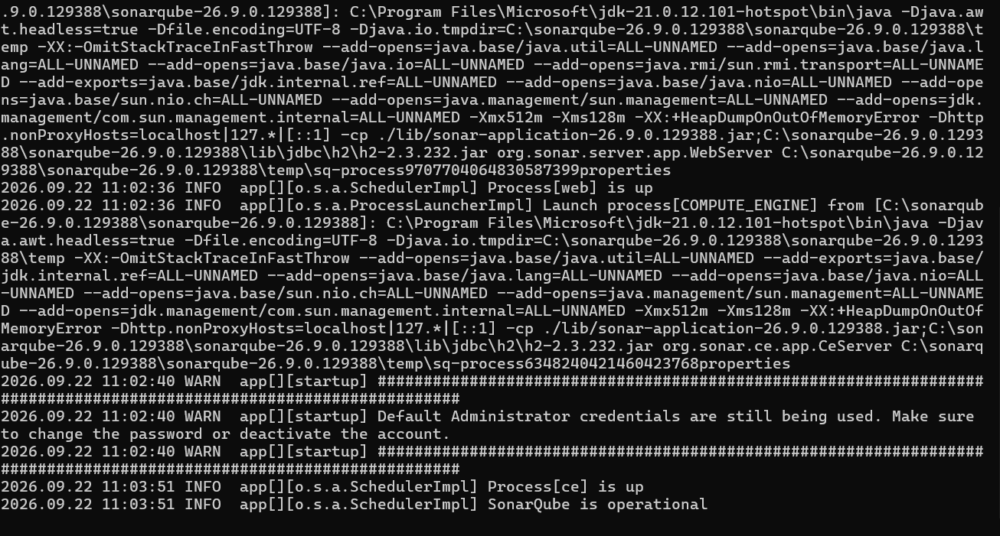 .9.0.129388\sonarqube-26.9.0.129388]: C:\Program Files\Microsoft\jdk-21.0.12.101-hotspot\bin\java -Djava.aw
t.headless=true -Dfile.encoding=UTF-8 -Djava.io.tmpdir=C:\sonarqube-26.9.0.129388\sonarqube-26.9.0.129388\t
emp -XX:-OmitStackTraceInFastThrow --add-opens=java.base/java.util=ALL-UNNAMED --add-opens=java.base/java.l
ang=ALL-UNNAMED --add-opens=java.base/java.io=ALL-UNNAMED --add-opens=java.rmi/sun.rmi.transport=ALL-UNNAME
D --add-exports=java.base/jdk.internal.ref=ALL-UNNAMED --add-opens=java.base/java.nio=ALL-UNNAMED --add-ope
ns=java.base/sun.nio.ch=ALL-UNNAMED --add-opens=java.management/sun.management=ALL-UNNAMED --add-opens=jdk.
management/com.sun.management.internal=ALL-UNNAMED -Xmx512m -Xms128m -XX:+HeapDumpOnOutOfMemoryError -Dhttp
.nonProxyHosts=localhost|127.*|[::1] -cp ./lib/sonar-application-26.9.0.129388.jar;C:\sonarqube-26.9.0.1293
88\sonarqube-26.9.0.129388\lib\jdbc\h2\h2-2.3.232.jar org.sonar.server.app.WebServer C:\sonarqube-26.9.0.12
9388\sonarqube-26.9.0.129388\temp\sq-process9707704064830587399properties
2026.09.22 11:02:36 INFO  app[][o.s.a.SchedulerImpl] Process[web] is up
2026.09.22 11:02:36 INFO  app[][o.s.a.ProcessLauncherImpl] Launch process[COMPUTE_ENGINE] from [C:\sonarqub
e-26.9.0.129388\sonarqube-26.9.0.129388]: C:\Program Files\Microsoft\jdk-21.0.12.101-hotspot\bin\java -Djav
a.awt.headless=true -Dfile.encoding=UTF-8 -Djava.io.tmpdir=C:\sonarqube-26.9.0.129388\sonarqube-26.9.0.1293
88\temp -XX:-OmitStackTraceInFastThrow --add-opens=java.base/java.util=ALL-UNNAMED --add-exports=java.base/
jdk.internal.ref=ALL-UNNAMED --add-opens=java.base/java.lang=ALL-UNNAMED --add-opens=java.base/java.nio=ALL
-UNNAMED --add-opens=java.base/sun.nio.ch=ALL-UNNAMED --add-opens=java.management/sun.management=ALL-UNNAME
D --add-opens=jdk.management/com.sun.management.internal=ALL-UNNAMED -Xmx512m -Xms128m -XX:+HeapDumpOnOutOf
MemoryError -Dhttp.nonProxyHosts=localhost|127.*|[::1] -cp ./lib/sonar-application-26.9.0.129388.jar;C:\son
arqube-26.9.0.129388\sonarqube-26.9.0.129388\lib\jdbc\h2\h2-2.3.232.jar org.sonar.ce.app.CeServer C:\sonarq
ube-26.9.0.129388\sonarqube-26.9.0.129388\temp\sq-process6348240421460423768properties
2026.09.22 11:02:40 WARN  app[][startup] ##################################################################
##################################################
2026.09.22 11:02:40 WARN  app[][startup] Default Administrator credentials are still being used. Make sure
to change the password or deactivate the account.
2026.09.22 11:02:40 WARN  app[][startup] ##################################################################
##################################################
2026.09.22 11:03:51 INFO  app[][o.s.a.SchedulerImpl] Process[ce] is up
2026.09.22 11:03:51 INFO  app[][o.s.a.SchedulerImpl] SonarQube is operational